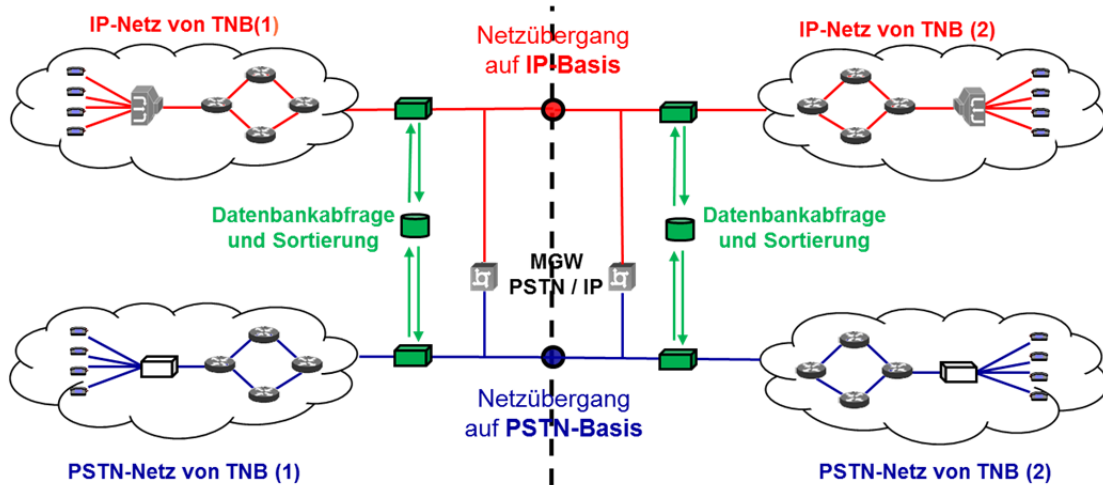 IP-Netz von TNB(1)
Netzübergang
auf IP-Basis
IP-Netz von TNB (2)
Datenbankabfrage
und Sortierung
Datenbankabfrage
und Sortierung
MGW
PSTN / IP
Netzübergang
auf PSTN-Basis
PSTN-Netz von TNB (1)
PSTN-Netz von TNB (2)